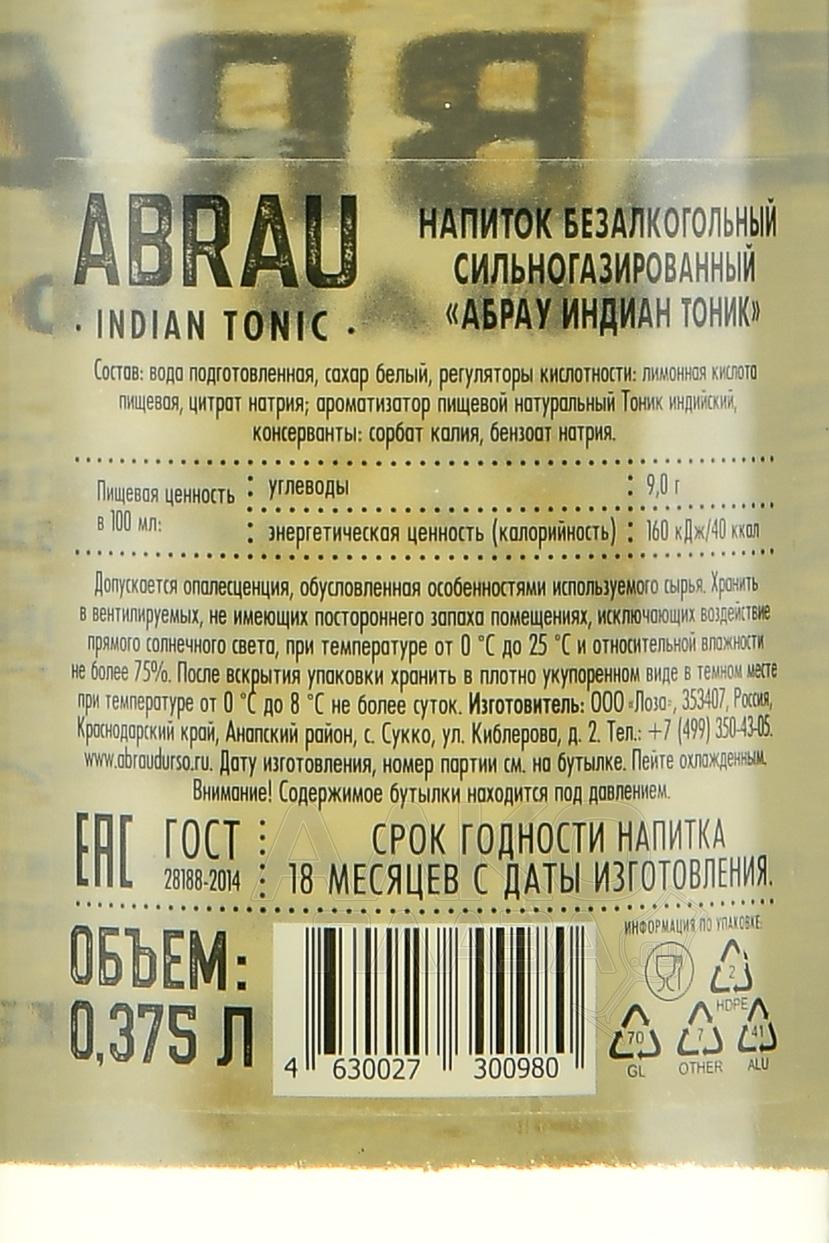 ABRAU
· INDIAN TONIC ·
НАПИТОК БЕЗАЛКОГОЛЬНЫЙ
СИЛЬНОГАЗИРОВАННЫЙ
«АБРАУ ИНДИАН ТОНИК»
Состав: вода подготовленная, сахар белый, регуляторы кислотности: лимонная кислота
пищевая, цитрат натрия; ароматизатор пищевой натуральный Тоник индийский,
консерванты: сорбат калия, бензоат натрия.
Пищевая ценность
в 100 мл:
углеводы
9,0 г
энергетическая ценность (калорийность)
160 кДж/40 ккал
Допускается опалесценция, обусловленная особенностями используемого сырья. Хранить
в вентилируемых, не имеющих постороннего запаха помещениях, исключающих воздействие
прямого солнечного света, при температуре от 0 °С до 25 °С и относительной влажности
не более 75%. После вскрытия упаковки хранить в плотно укупоренном виде в темном месте
при температуре от 0 °С до 8 °С не более суток. Изготовитель: ООО «Лоза», 353407, Россия,
Краснодарский край, Анапский район, с. Сукко, ул. Киблерова, д. 2. Тел.: +7 (499) 350-43-05.
www.abraudurso.ru. Дату изготовления, номер партии см. на бутылке. Пейте охлажденным.
Внимание! Содержимое бутылки находится под давлением.
ЕАС
ГОСТ
28188-2014
СРОК ГОДНОСТИ НАПИТКА
18 МЕСЯЦЕВ С ДАТЫ ИЗГОТОВЛЕНИЯ.
ОБЪЕМ:
0,375 Л
4 630027 300980
ИНФОРМАЦИЯ ПО УПАКОВКЕ:
2
HDPE
70
GL
7
OTHER
41
ALU